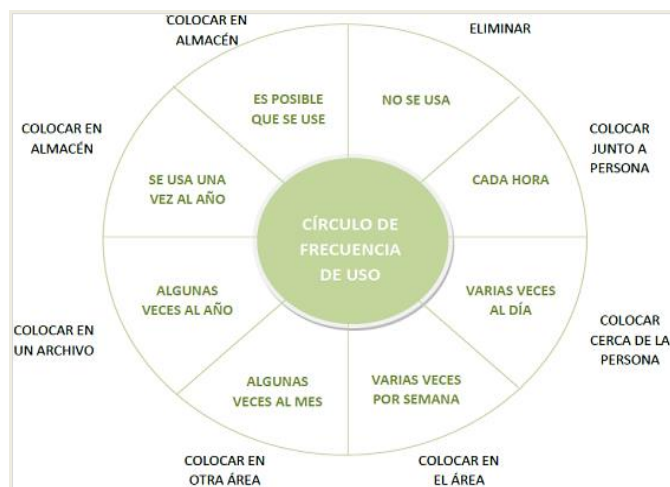 COLOCAR EN
ALMACÉN
ELIMINAR
ES POSIBLE
QUE SE USE
NO SE USA
COLOCAR EN
ALMACÉN
COLOCAR
JUNTO A
PERSONA
SE USA UNA
VEZ AL AÑO
CADA HORA
CÍRCULO DE
FRECUENCIA
DE USO
ALGUNAS
VECES AL AÑO
VARIAS VECES
AL DÍA
COLOCAR EN
UN ARCHIVO
COLOCAR
CERCA DE LA
PERSONA
ALGUNAS
VECES AL MES
VARIAS VECES
POR SEMANA
COLOCAR EN
OTRA ÁREA
COLOCAR EN
EL ÁREA